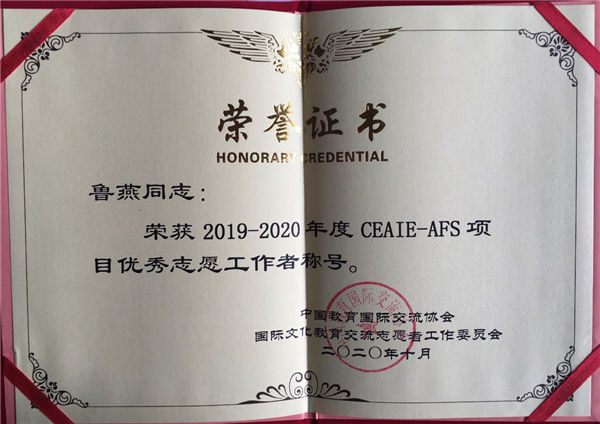 荣誉证书
HONORARY CREDENTIAL
鲁燕同志：
荣获 2019-2020 年度 CEAIE-AFS 项
目优秀志愿工作者称号。
中国教育国际交流协会
国际文化教育交流志愿者工作委员会
二〇二〇年十月